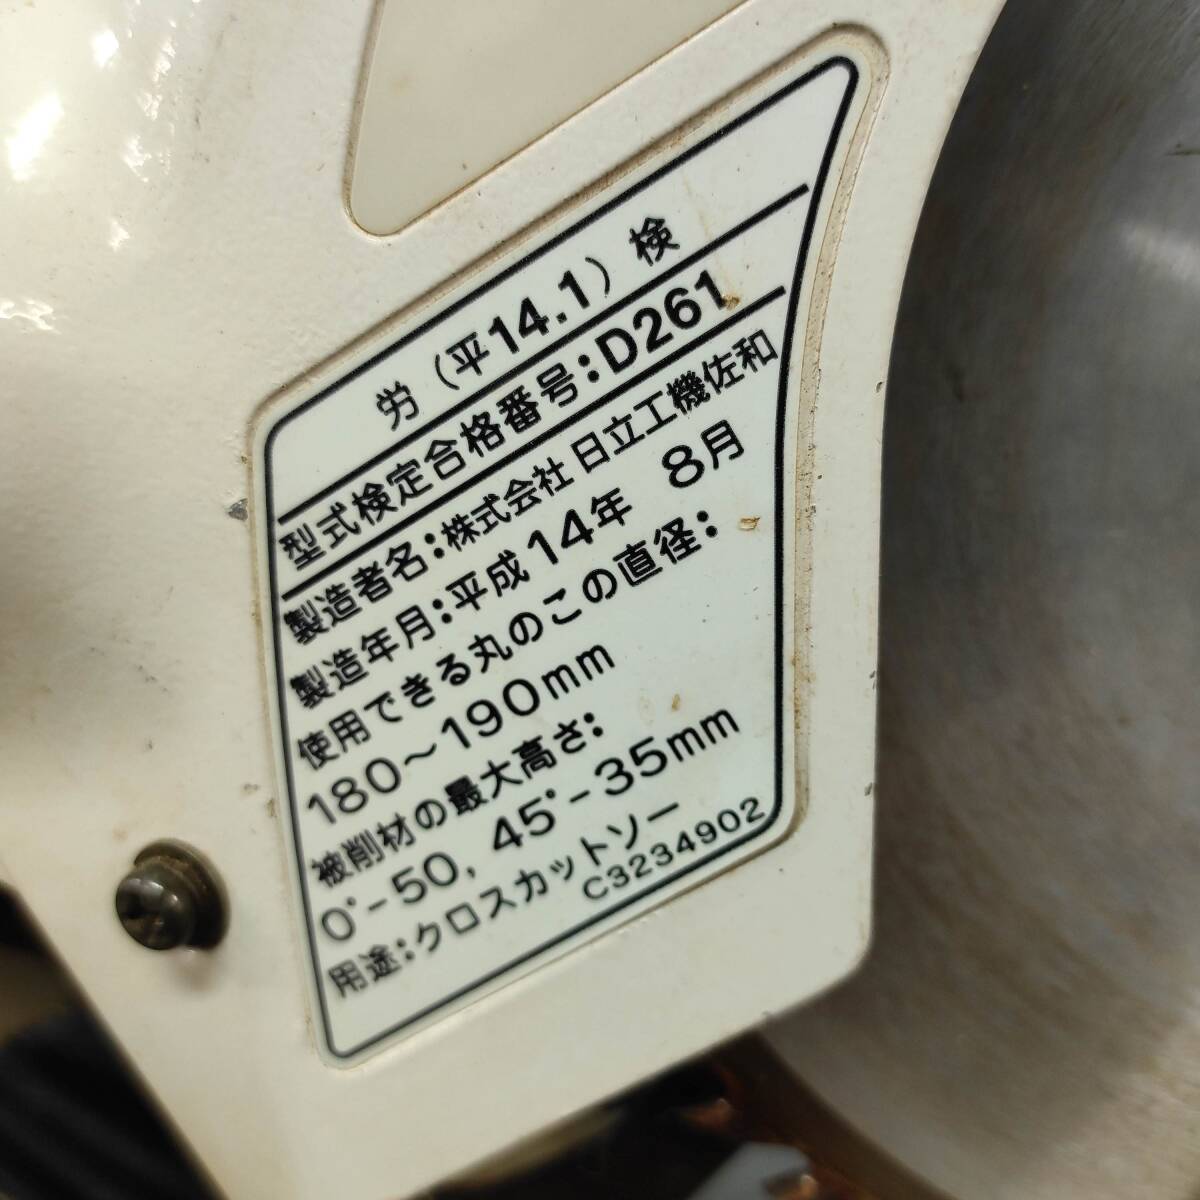 労（平14.1）検
型式検定合格番号：D261
製造者名：株式会社 日立工機佐和
製造年月：平成14年 8月
使用できる丸のこの直径：
180〜190mm
被削材の最大高さ：
0°-50, 45°-35mm
用途：クロスカットソー
C3234902